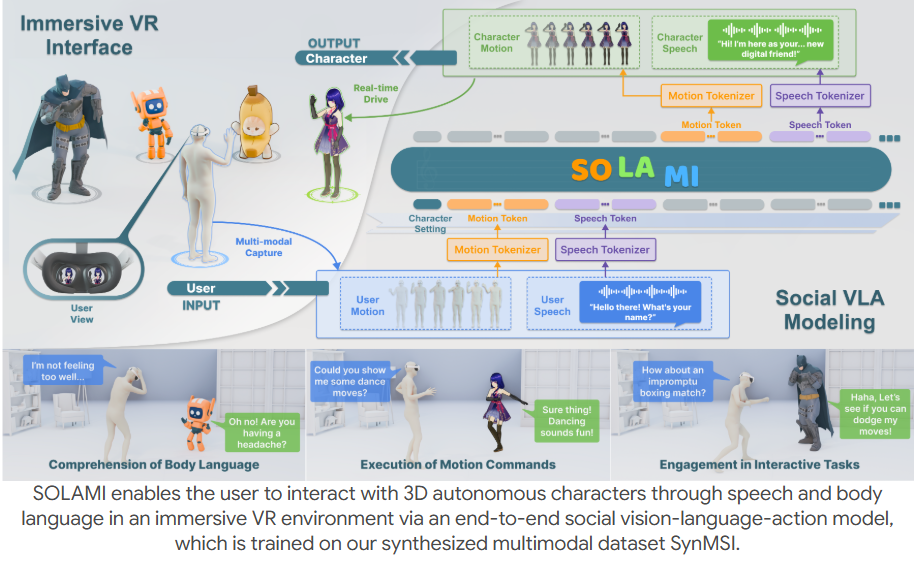 Immersive VR
Interface
OUTPUT
Character
Real-time
Drive
Character
Motion
Character
Speech
"Hi! I'm here as your... new
digital friend!"
Motion Tokenizer
Speech Tokenizer
Motion Token
Speech Token
SOLAMI
Character
Setting
Motion Token
Speech Token
Motion Tokenizer
Speech Tokenizer
Multi-modal
Capture
User
View
User
INPUT
User
Motion
User
Speech
"Hello there! What's your
name?"
Social VLA
Modeling
I'm not feeling
too well...
Oh no! Are you
having a
headache?
Comprehension of Body Language
Could you show
me some dance
moves?
Sure thing!
Dancing
sounds fun!
Execution of Motion Commands
How about an
impromptu
boxing match?
Haha, Let's
see if you can
dodge my
moves!
Engagement in Interactive Tasks
SOLAMI enables the user to interact with 3D autonomous characters through speech and body
language in an immersive VR environment via an end-to-end social vision-language-action model,
which is trained on our synthesized multimodal dataset SynMSI.